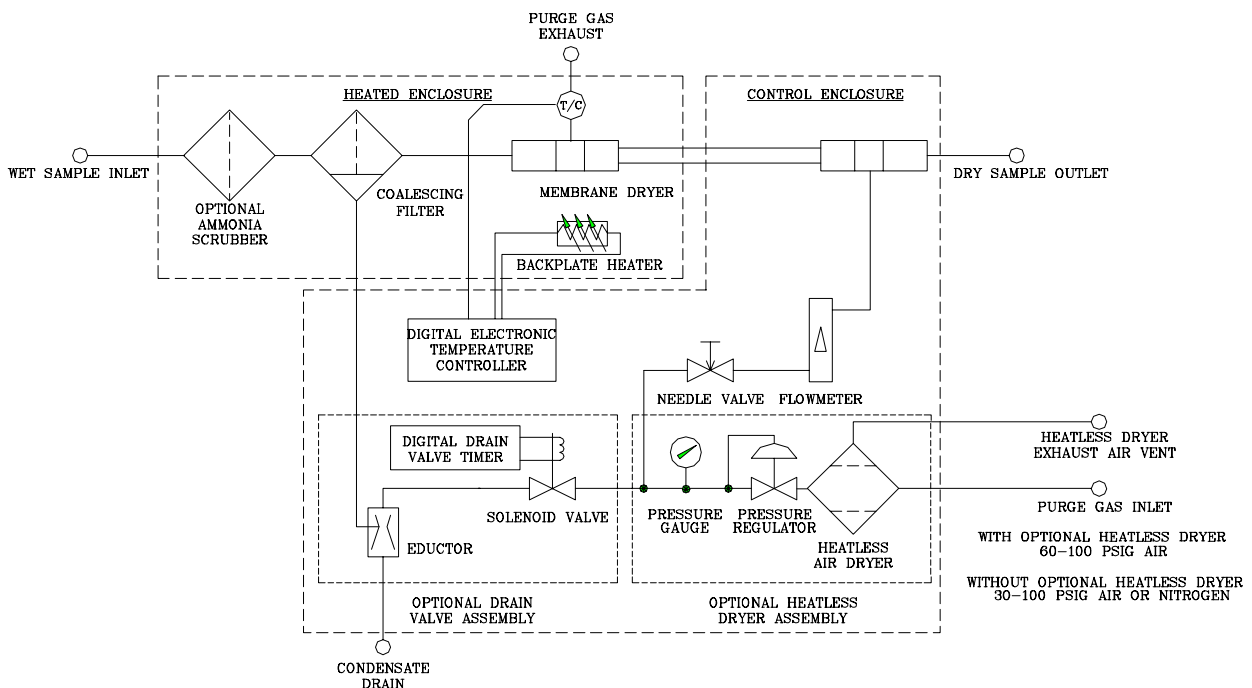 PURGE GAS
EXHAUST
HEATED ENCLOSURE
CONTROL ENCLOSURE
T/C
WET SAMPLE INLET
DRY SAMPLE OUTLET
MEMBRANE DRYER
COALESCING
FILTER
OPTIONAL
AMMONIA
SCRUBBER
BACKPLATE HEATER
DIGITAL ELECTRONIC
TEMPERATURE
CONTROLLER
NEEDLE VALVE
FLOWMETER
DIGITAL DRAIN
VALVE TIMER
HEATLESS DRYER
EXHAUST AIR VENT
SOLENOID VALVE
PRESSURE
GAUGE
PRESSURE
REGULATOR
PURGE GAS INLET
EDUCTOR
HEATLESS
AIR DRYER
WITH OPTIONAL HEATLESS DRYER
60-100 PSIG AIR
WITHOUT OPTIONAL HEATLESS DRYER
30-100 PSIG AIR OR NITROGEN
OPTIONAL DRAIN
VALVE ASSEMBLY
OPTIONAL HEATLESS
DRYER ASSEMBLY
CONDENSATE
DRAIN